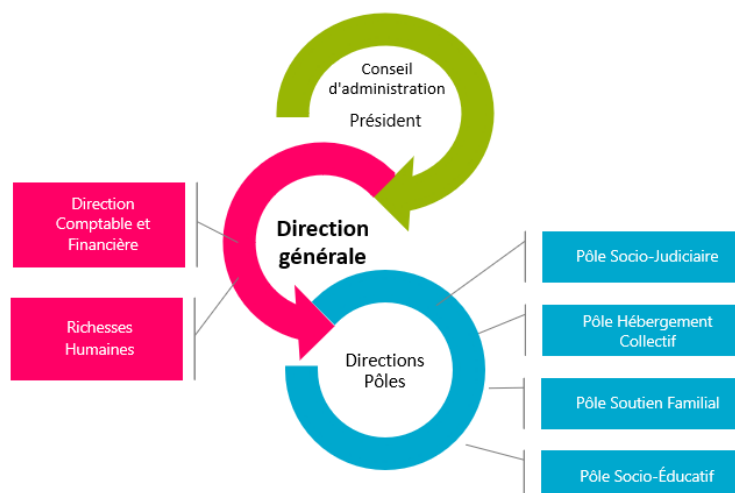 Conseil
d'administration
Président
Direction
générale
Direction
Comptable et
Financière
Richesses
Humaines
Directions
Pôles
Pôle Socio-Judiciaire
Pôle Hébergement
Collectif
Pôle Soutien Familial
Pôle Socio-Éducatif